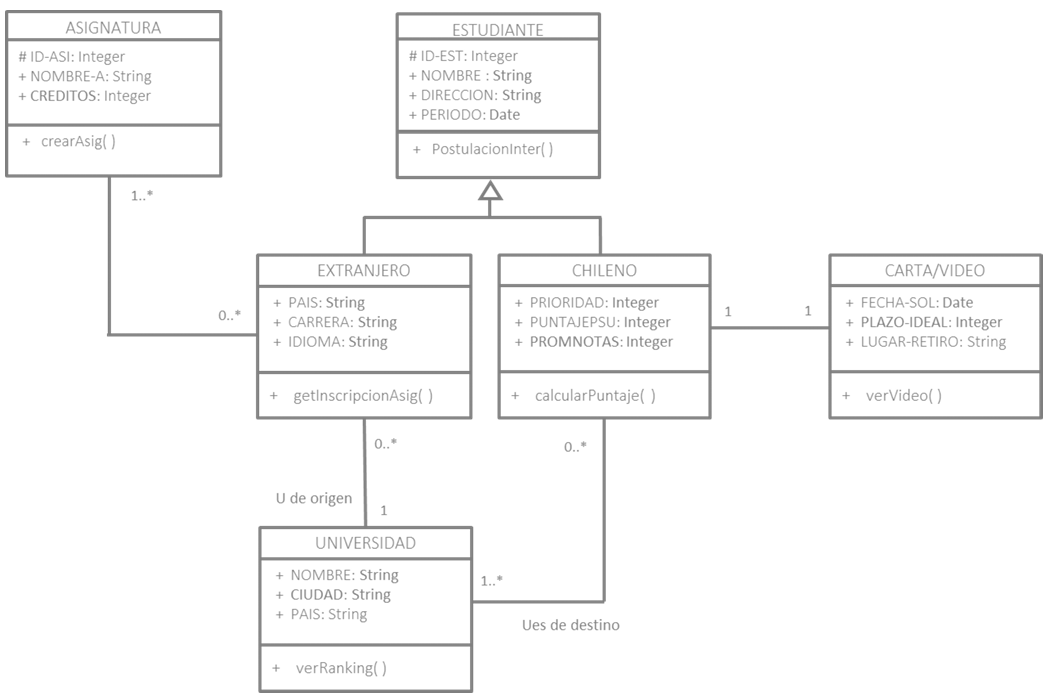 ASIGNATURA
# ID-ASI: Integer
+ NOMBRE-A: String
+ CREDITOS: Integer
+ crearAsig( )
ESTUDIANTE
# ID-EST: Integer
+ NOMBRE : String
+ DIRECCION: String
+ PERIODO: Date
+ PostulacionInter( )
1..*
0..*
EXTRANJERO
+ PAIS: String
+ CARRERA: String
+ IDIOMA: String
+ getInscripcionAsig( )
CHILENO
+ PRIORIDAD: Integer
+ PUNTAJEPSU: Integer
+ PROMNOTAS: Integer
+ calcularPuntaje( )
1
1
CARTA/VIDEO
+ FECHA-SOL: Date
+ PLAZO-IDEAL: Integer
+ LUGAR-RETIRO: String
+ verVideo( )
0..*
U de origen
1
0..*
1..*
Ues de destino
UNIVERSIDAD
+ NOMBRE: String
+ CIUDAD: String
+ PAIS: String
+ verRanking( )